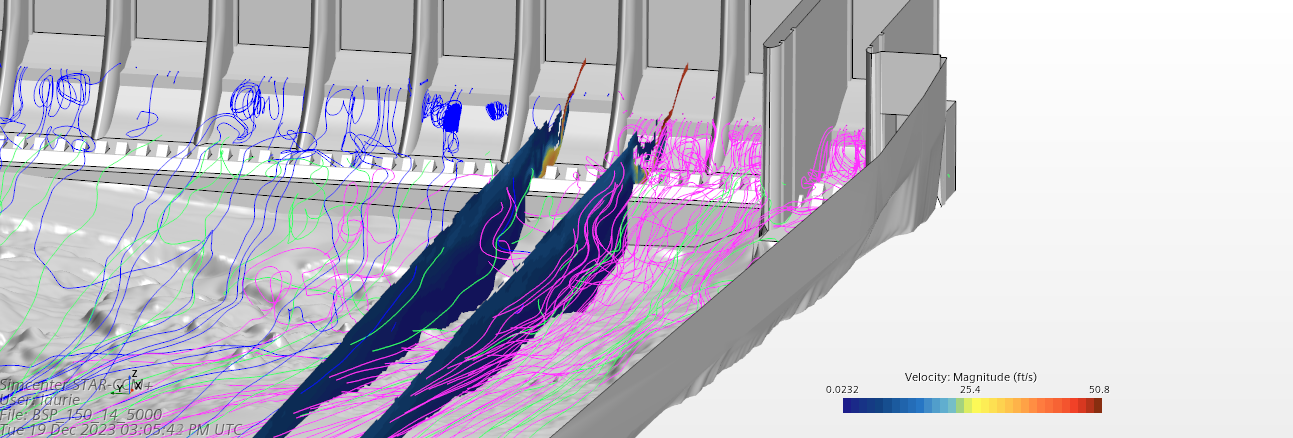 Velocity: Magnitude (ft/s)
0.0232 25.4 50.8
Z
Y X
Simcenter STAR-CCM+
User: laurie
File: BSP_150_14_5000
Tue 19 Dec 2023 03:05:42 PM UTC